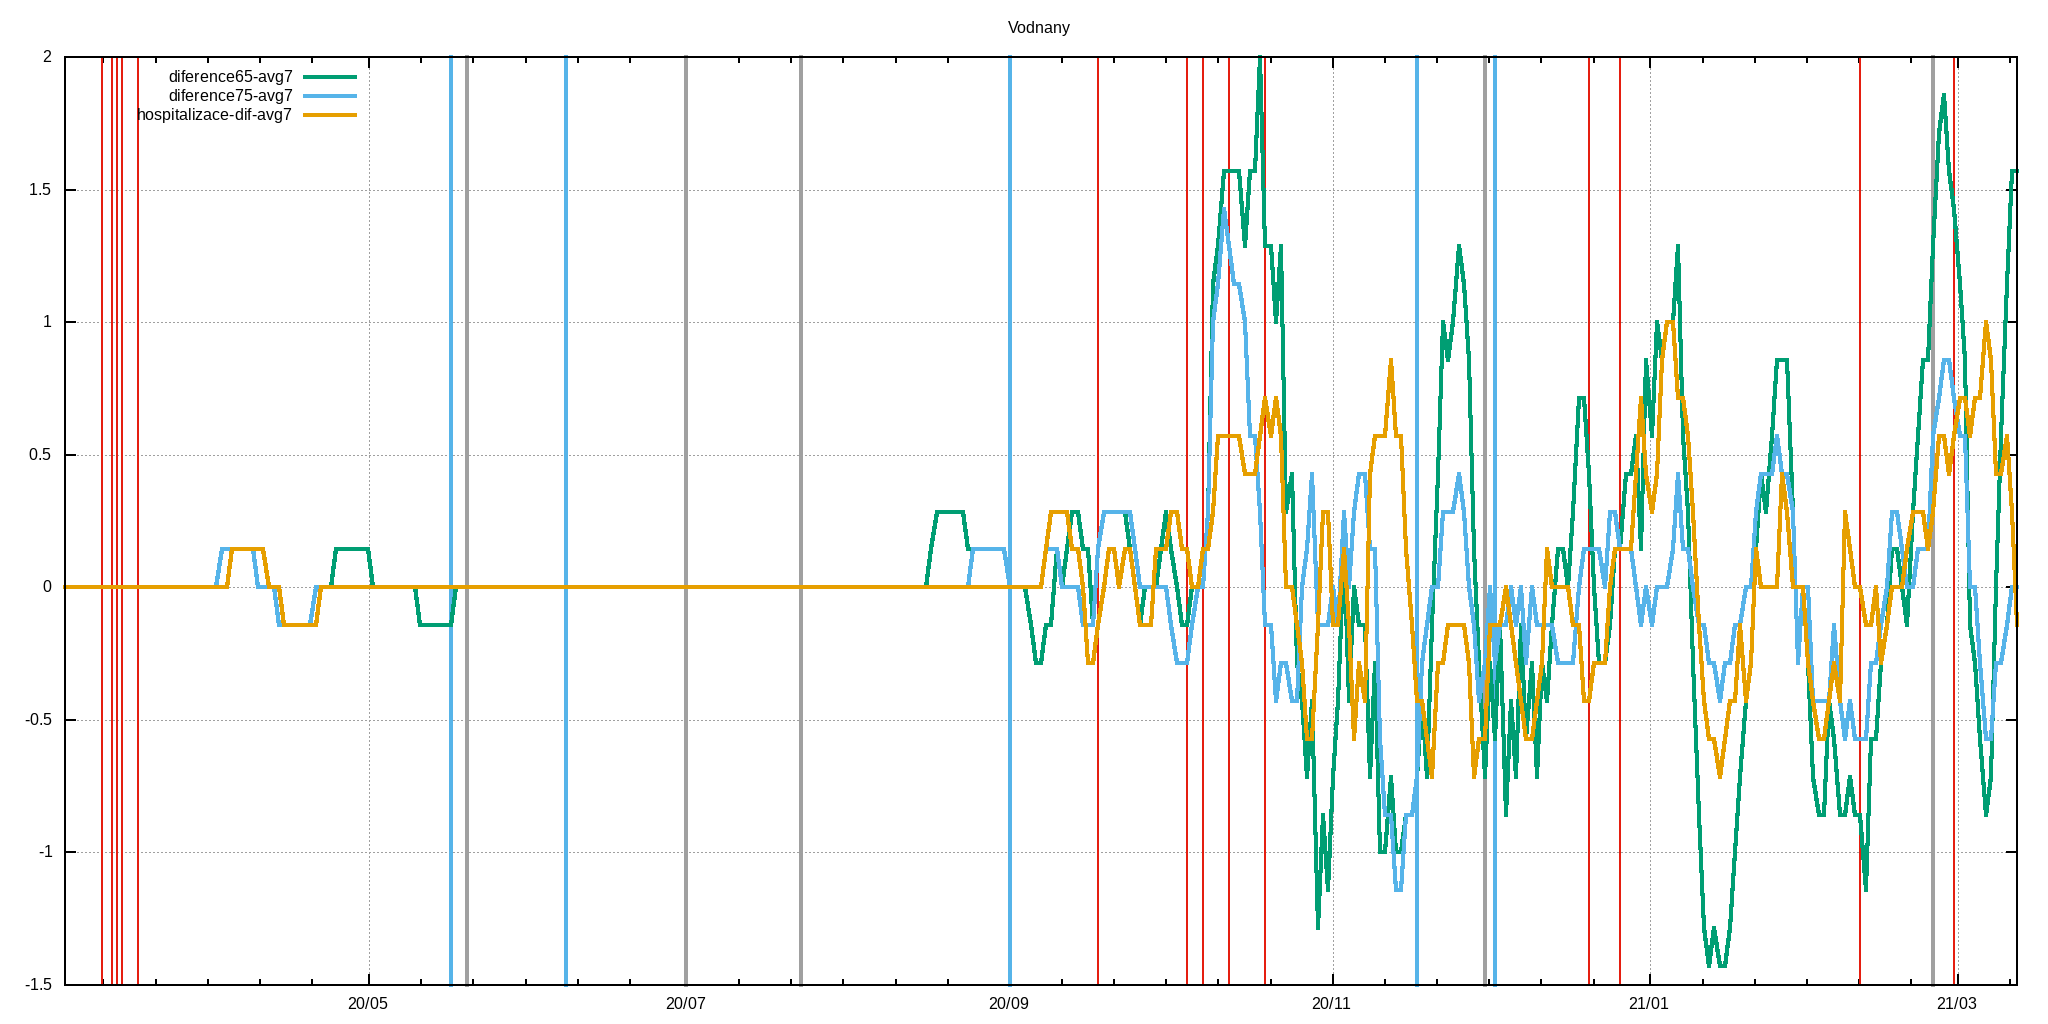 Vodnany
diference65-avg7
diference75-avg7
hospitalizace-dif-avg7
2
1.5
1
0.5
0
-0.5
-1
-1.5
20/05 20/07 20/09 20/11 21/01 21/03